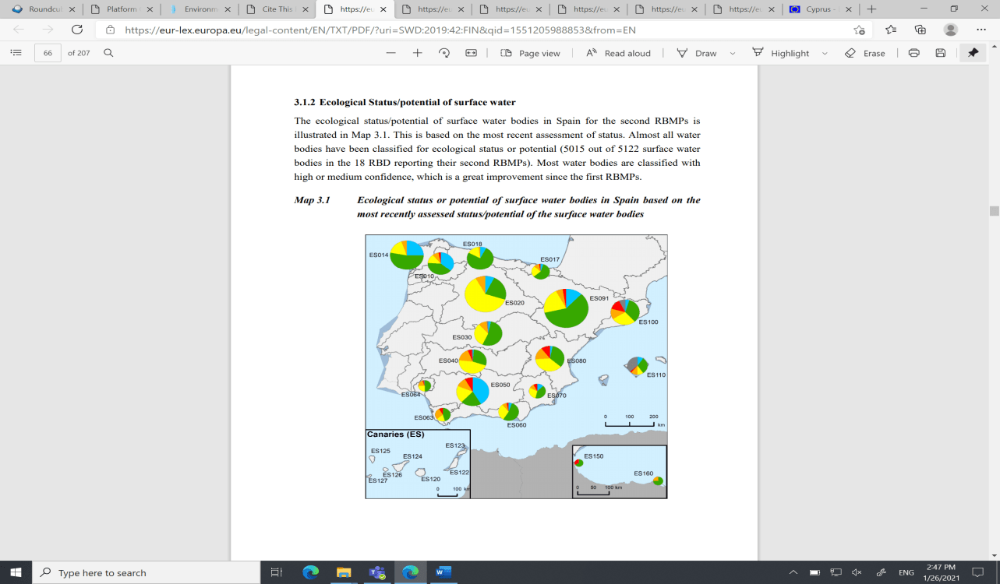 Roundcu
Platform
Environm
Cite This
https://eu
https://eu
https://eu
https://eu
https://eu
https://eu
Cyprus -
https://eur-lex.europa.eu/legal-content/EN/TXT/PDF/?uri=SWD:2019:42:FIN&qid=1551205988853&from=EN
66 of 207
Page view
Read aloud
Draw
Highlight
Erase
3.1.2 Ecological Status/potential of surface water
The ecological status/potential of surface water bodies in Spain for the second RBMPs is
illustrated in Map 3.1. This is based on the most recent assessment of status. Almost all water
bodies have been classified for ecological status or potential (5015 out of 5122 surface water
bodies in the 18 RBD reporting their second RBMPs). Most water bodies are classified with
high or medium confidence, which is a great improvement since the first RBMPs.
Map 3.1 Ecological status or potential of surface water bodies in Spain based on the
most recently assessed status/potential of the surface water bodies
ES018
ES014
ES017
ES010
ES020
ES091
ES100
ES030
ES040
ES080
ES110
ES050
ES064
ES070
ES063
ES060
0 100 200
km
Canaries (ES)
ES123
ES125
ES124
ES126
ES122
ES127
ES120
0 100 km
ES150
ES160
0 50 100 km
Type here to search
ENG
2:47 PM
1/26/2021